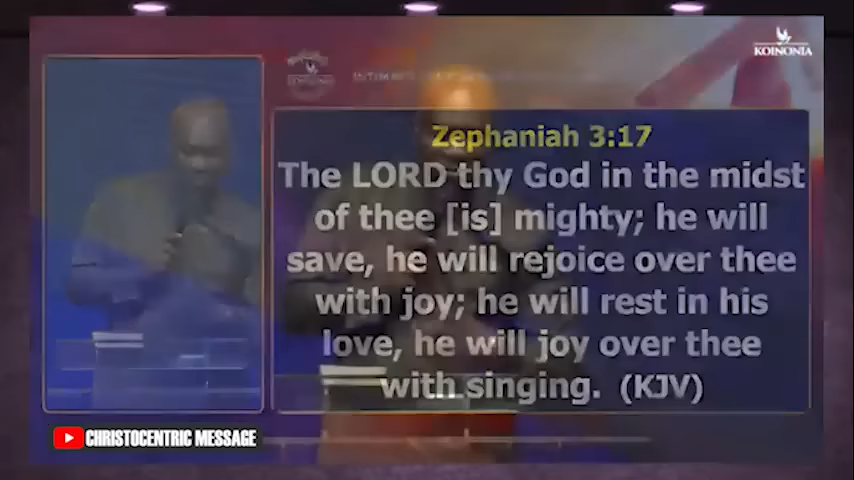 KOINONIA
Zephaniah 3:17
The LORD thy God in the midst
of thee [is] mighty; he will
save, he will rejoice over thee
with joy; he will rest in his
love, he will joy over thee
with singing. (KJV)
CHRISTOCENTRIC MESSAGE